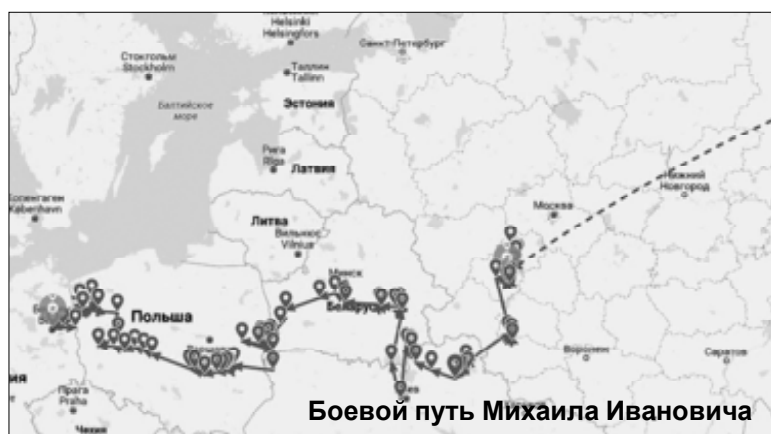 Helsinki
Helsingfors
Санкт-Петербург
Стокгольм
Stockholm
Таллин
Tallinn
Балтийское
море
Эстония
Рига
Rīga
Латвия
Нижний
Новгород
Копенгаген
København
Москва
Литва
Вильнюс
Vilnius
Минск
Беларусь
Польша
Воронеж
Саратов
Прага
Praha
Чехия
Боевой путь Михаила Ивановича